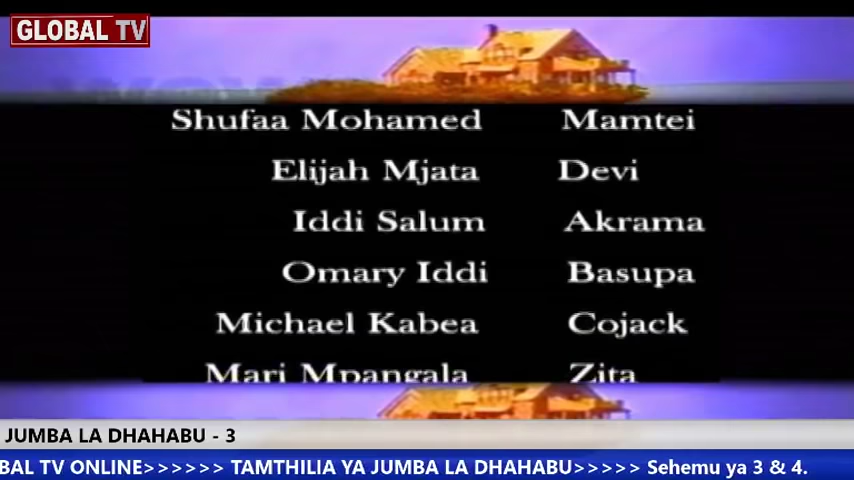 GLOBAL TV
Shufaa Mohamed Mamtei
Elijah Mjata Devi
Iddi Salum Akrama
Omary Iddi Basupa
Michael Kabea Cojack
Mari Mpangala Zita
JUMBA LA DHAHABU - 3
BAL TV ONLINE>>>>>> TAMTHILIA YA JUMBA LA DHAHABU>>>>> Sehemu ya 3 & 4.